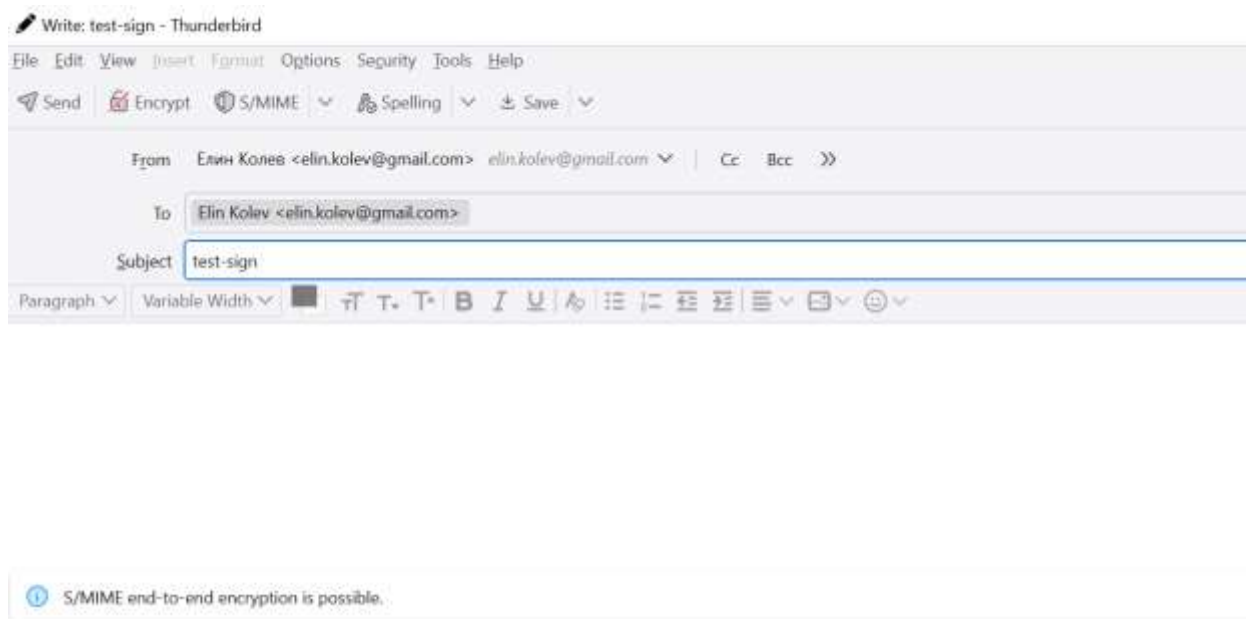 Write: test-sign - Thunderbird
File Edit View Insert Format Options Security Tools Help
Send Encrypt S/MIME Spelling Save
From Елин Колев <elin.kolev@gmail.com> elin.kolev@gmail.com Cc Bcc
To Elin Kolev <elin.kolev@gmail.com>
Subject test-sign
Paragraph Variable Width
S/MIME end-to-end encryption is possible.